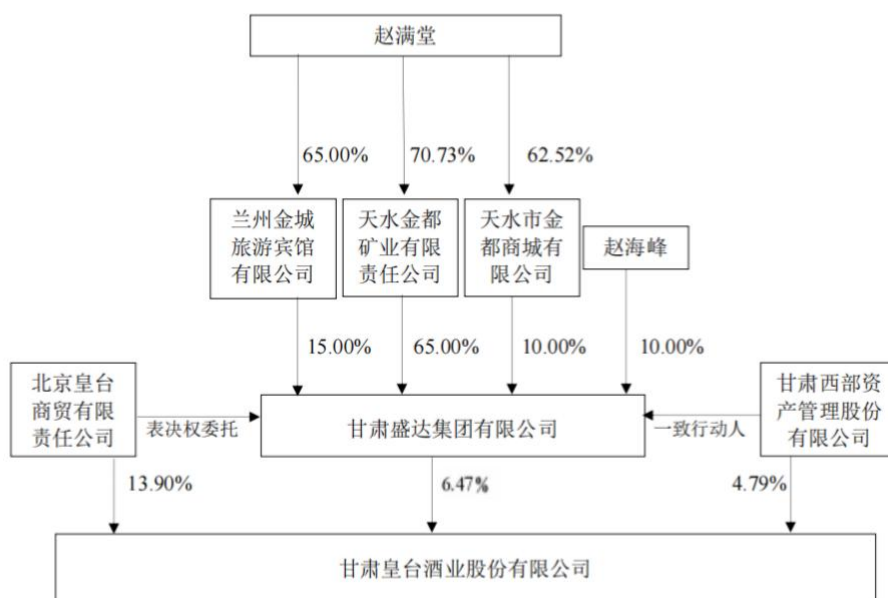 赵满堂
65.00%
70.73%
62.52%
兰州金城
旅游宾馆
有限公司
天水金都
矿业有限
责任公司
天水市金
都商城有
限公司
赵海峰
15.00%
65.00%
10.00%
10.00%
北京皇台
商贸有限
责任公司
表决权委托
甘肃盛达集团有限公司
一致行动人
甘肃西部资
产管理股份
有限公司
13.90%
6.47%
4.79%
甘肃皇台酒业股份有限公司